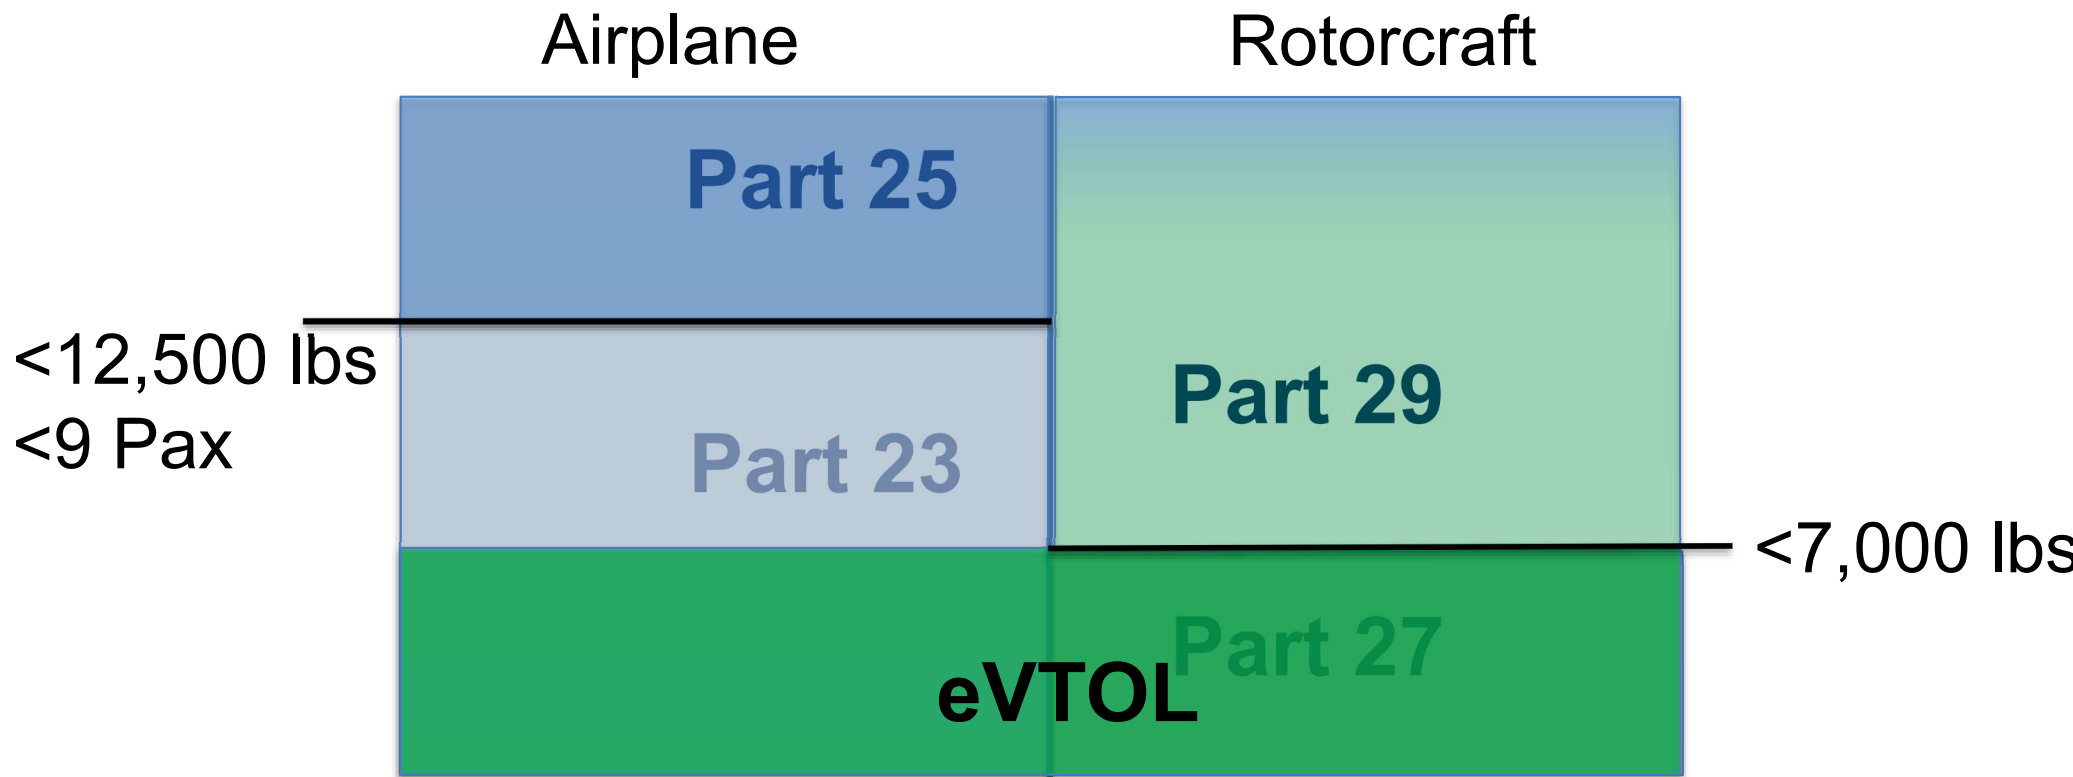 Airplane
Rotorcraft
Part 25
<12,500 lbs
<9 Pax
Part 29
Part 23
<7,000 lbs
Part 27
eVTOL